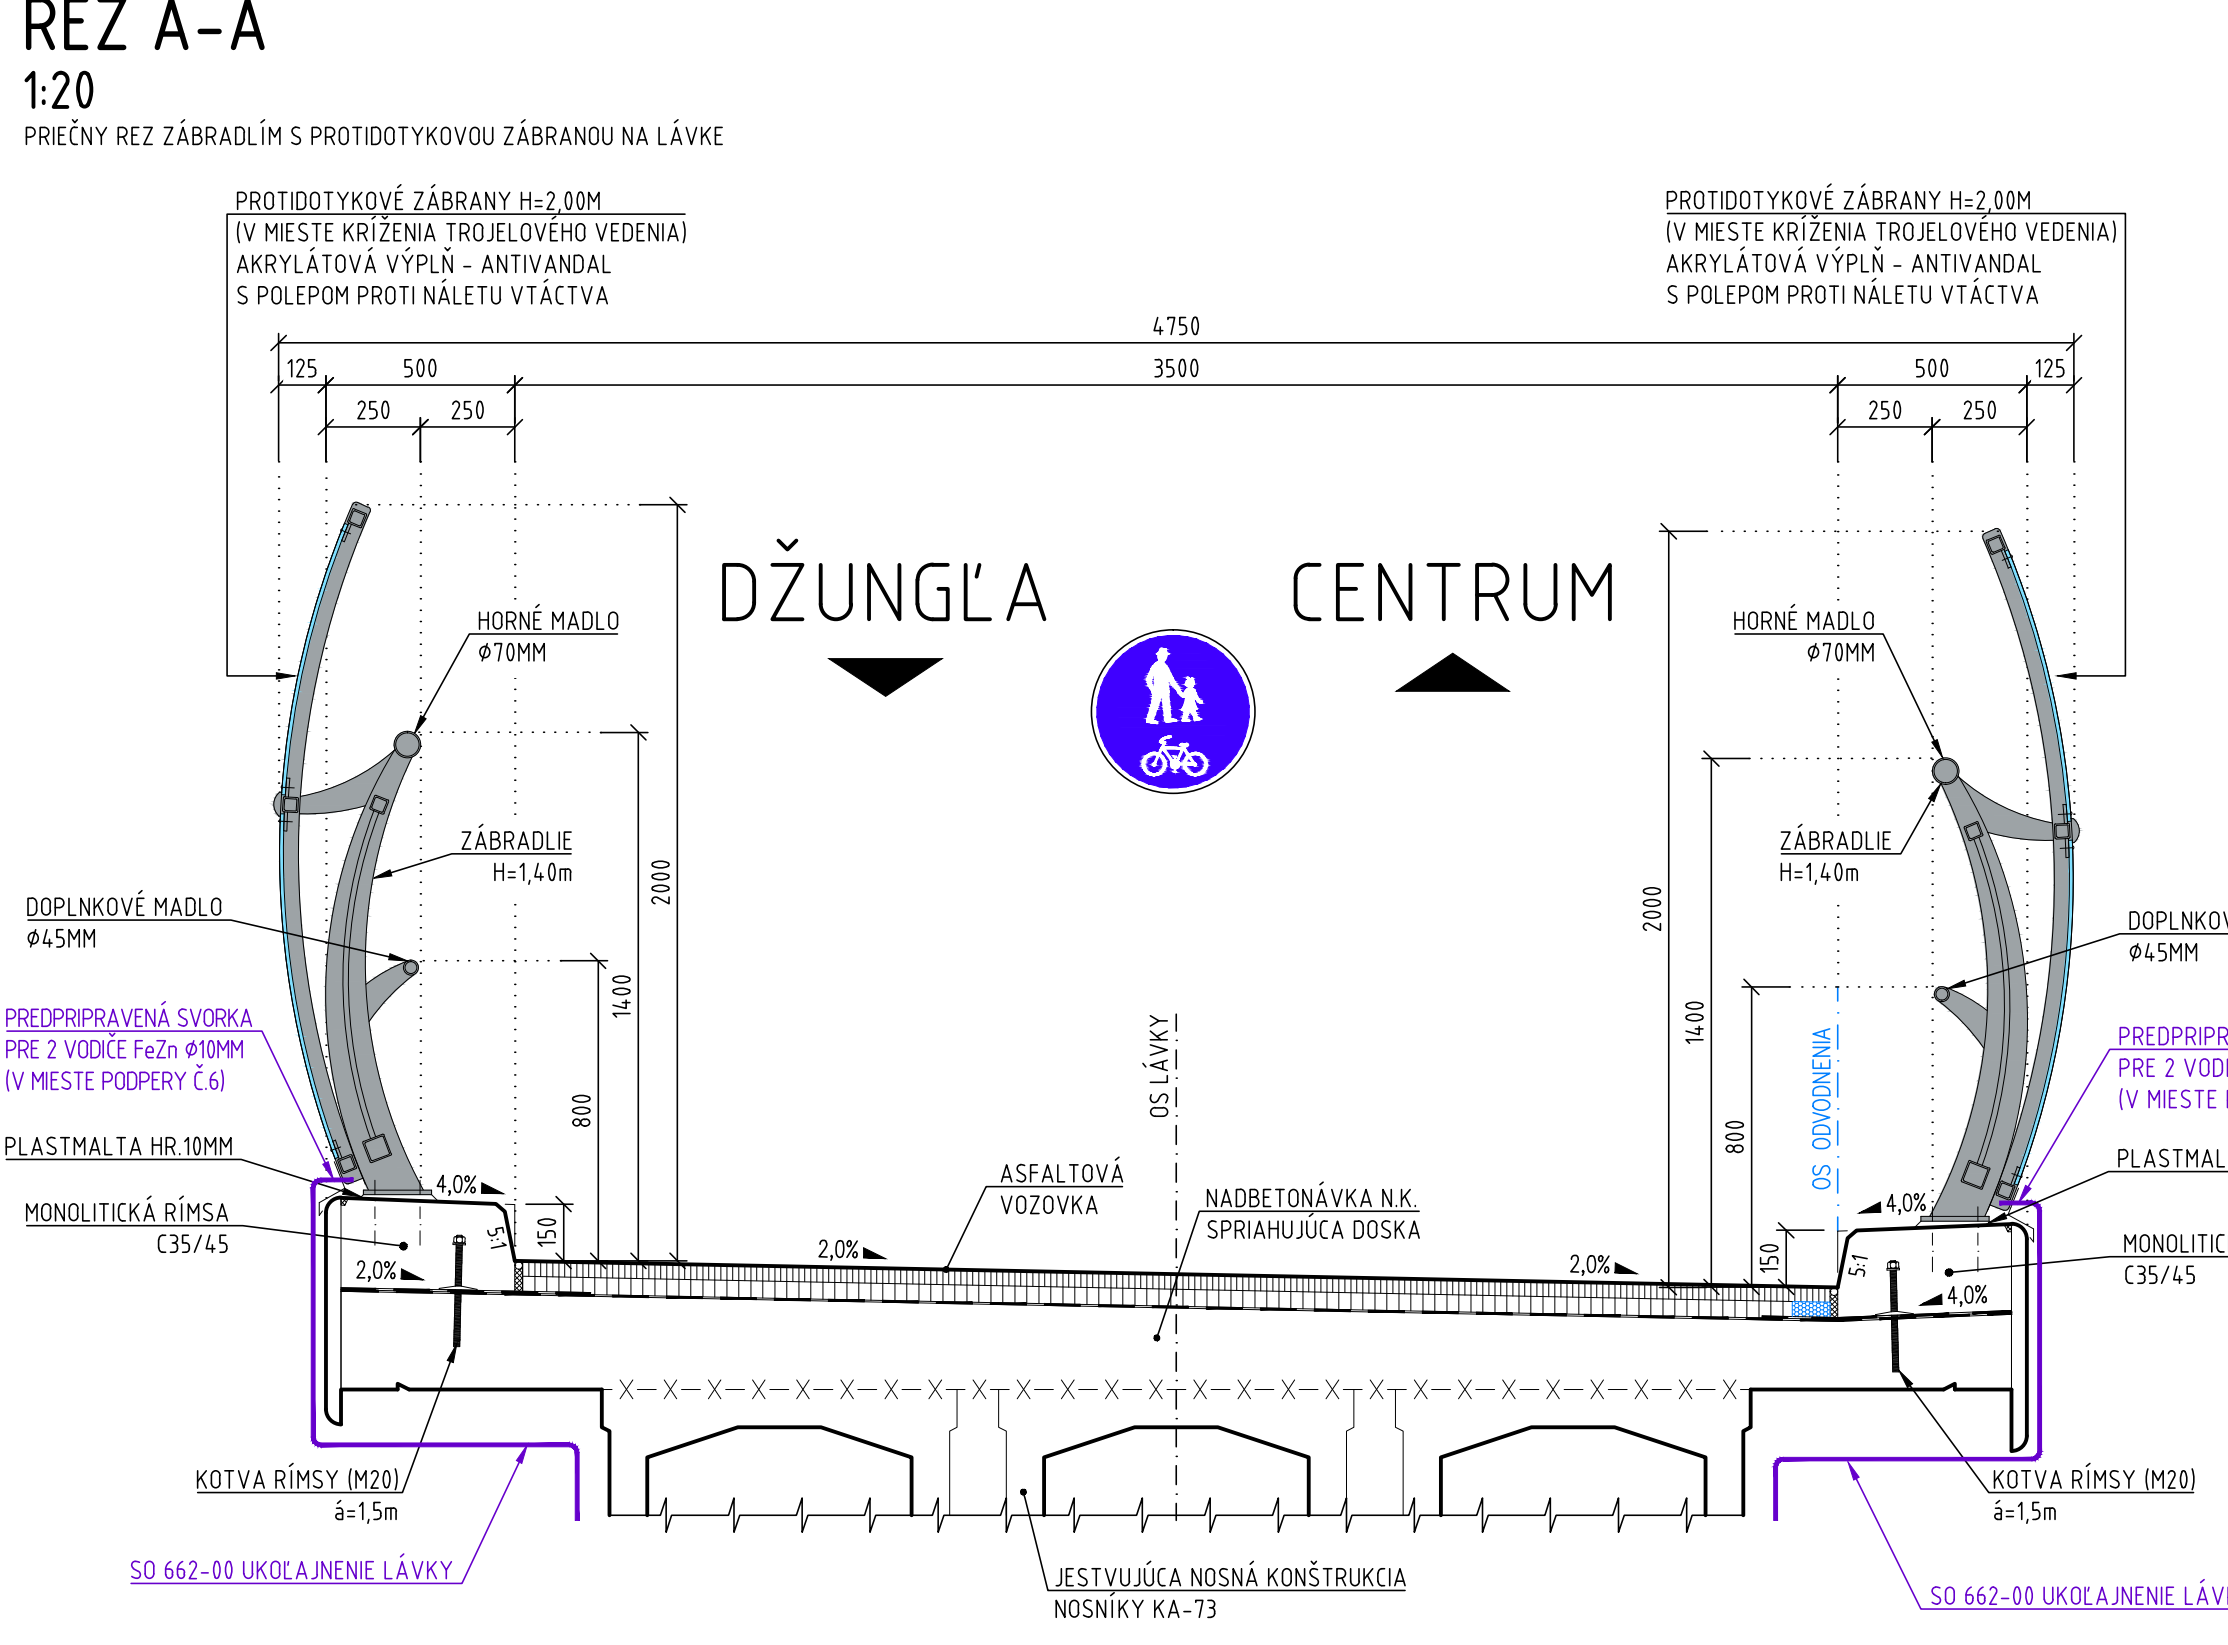 REZ A-A
1:20
PRIEČNY REZ ZÁBRADLÍM S PROTIDOTYKOVOU ZÁBRANOU NA LÁVKE
PROTIDOTYKOVÉ ZÁBRANY H=2,00M
(V MIESTE KRÍŽENIA TROJELOVÉHO VEDENIA)
AKRYLÁTOVÁ VÝPLŇ - ANTIVANDAL
S POLEPOM PROTI NÁLETU VTÁCTVA
PROTIDOTYKOVÉ ZÁBRANY H=2,00M
(V MIESTE KRÍŽENIA TROJELOVÉHO VEDENIA)
AKRYLÁTOVÁ VÝPLŇ - ANTIVANDAL
S POLEPOM PROTI NÁLETU VTÁCTVA
4750
125 500 3500 500 125
250 250 250 250
DŽUNGĽA CENTRUM
HORNÉ MADLO
Φ70MM
HORNÉ MADLO
Φ70MM
ZÁBRADLIE
H=1,40m
ZÁBRADLIE
H=1,40m
2000
1400
800
150
2000
1400
800
150
DOPLNKOVÉ MADLO
Φ45MM
DOPLNKOV
Φ45MM
PREDPRIPRAVENÁ SVORKA
PRE 2 VODIČE FeZn Φ10MM
(V MIESTE PODPERY Č.6)
OS LÁVKY
OS ODVODNENIA
PREDPRIPR
PRE 2 VODI
(V MIESTE
PLASTMALTA HR.10MM
PLASTMAL
4,0%
4,0%
MONOLITICKÁ RÍMSA
C35/45
5:1
5:1
MONOLITIC
C35/45
ASFALTOVÁ
VOZOVKA
NADBETONÁVKA N.K.
SPRIAHUJÚCA DOSKA
2,0%
2,0%
2,0%
4,0%
KOTVA RÍMSY (M20)
á=1,5m
KOTVA RÍMSY (M20)
á=1,5m
SO 662-00 UKOĽAJNENIE LÁVKY
JESTVUJÚCA NOSNÁ KONŠTRUKCIA
NOSNÍKY KA-73
SO 662-00 UKOĽAJNENIE LÁV